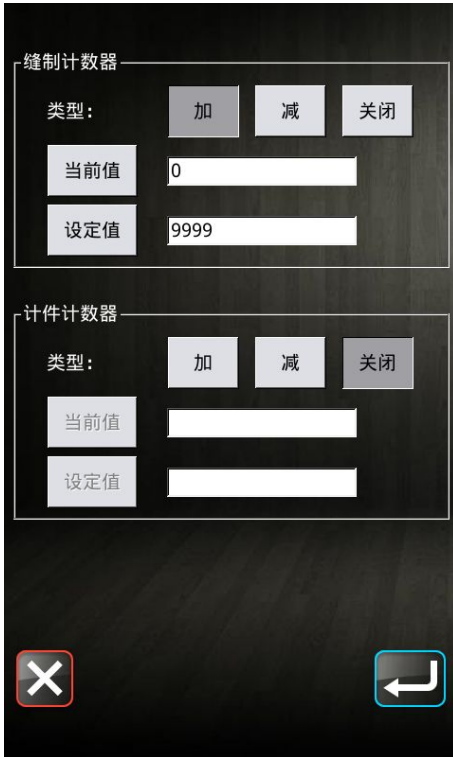 缝制计数器
类型: 加 减 关闭
当前值 0
设定值 9999
计件计数器
类型: 加 减 关闭
当前值
设定值